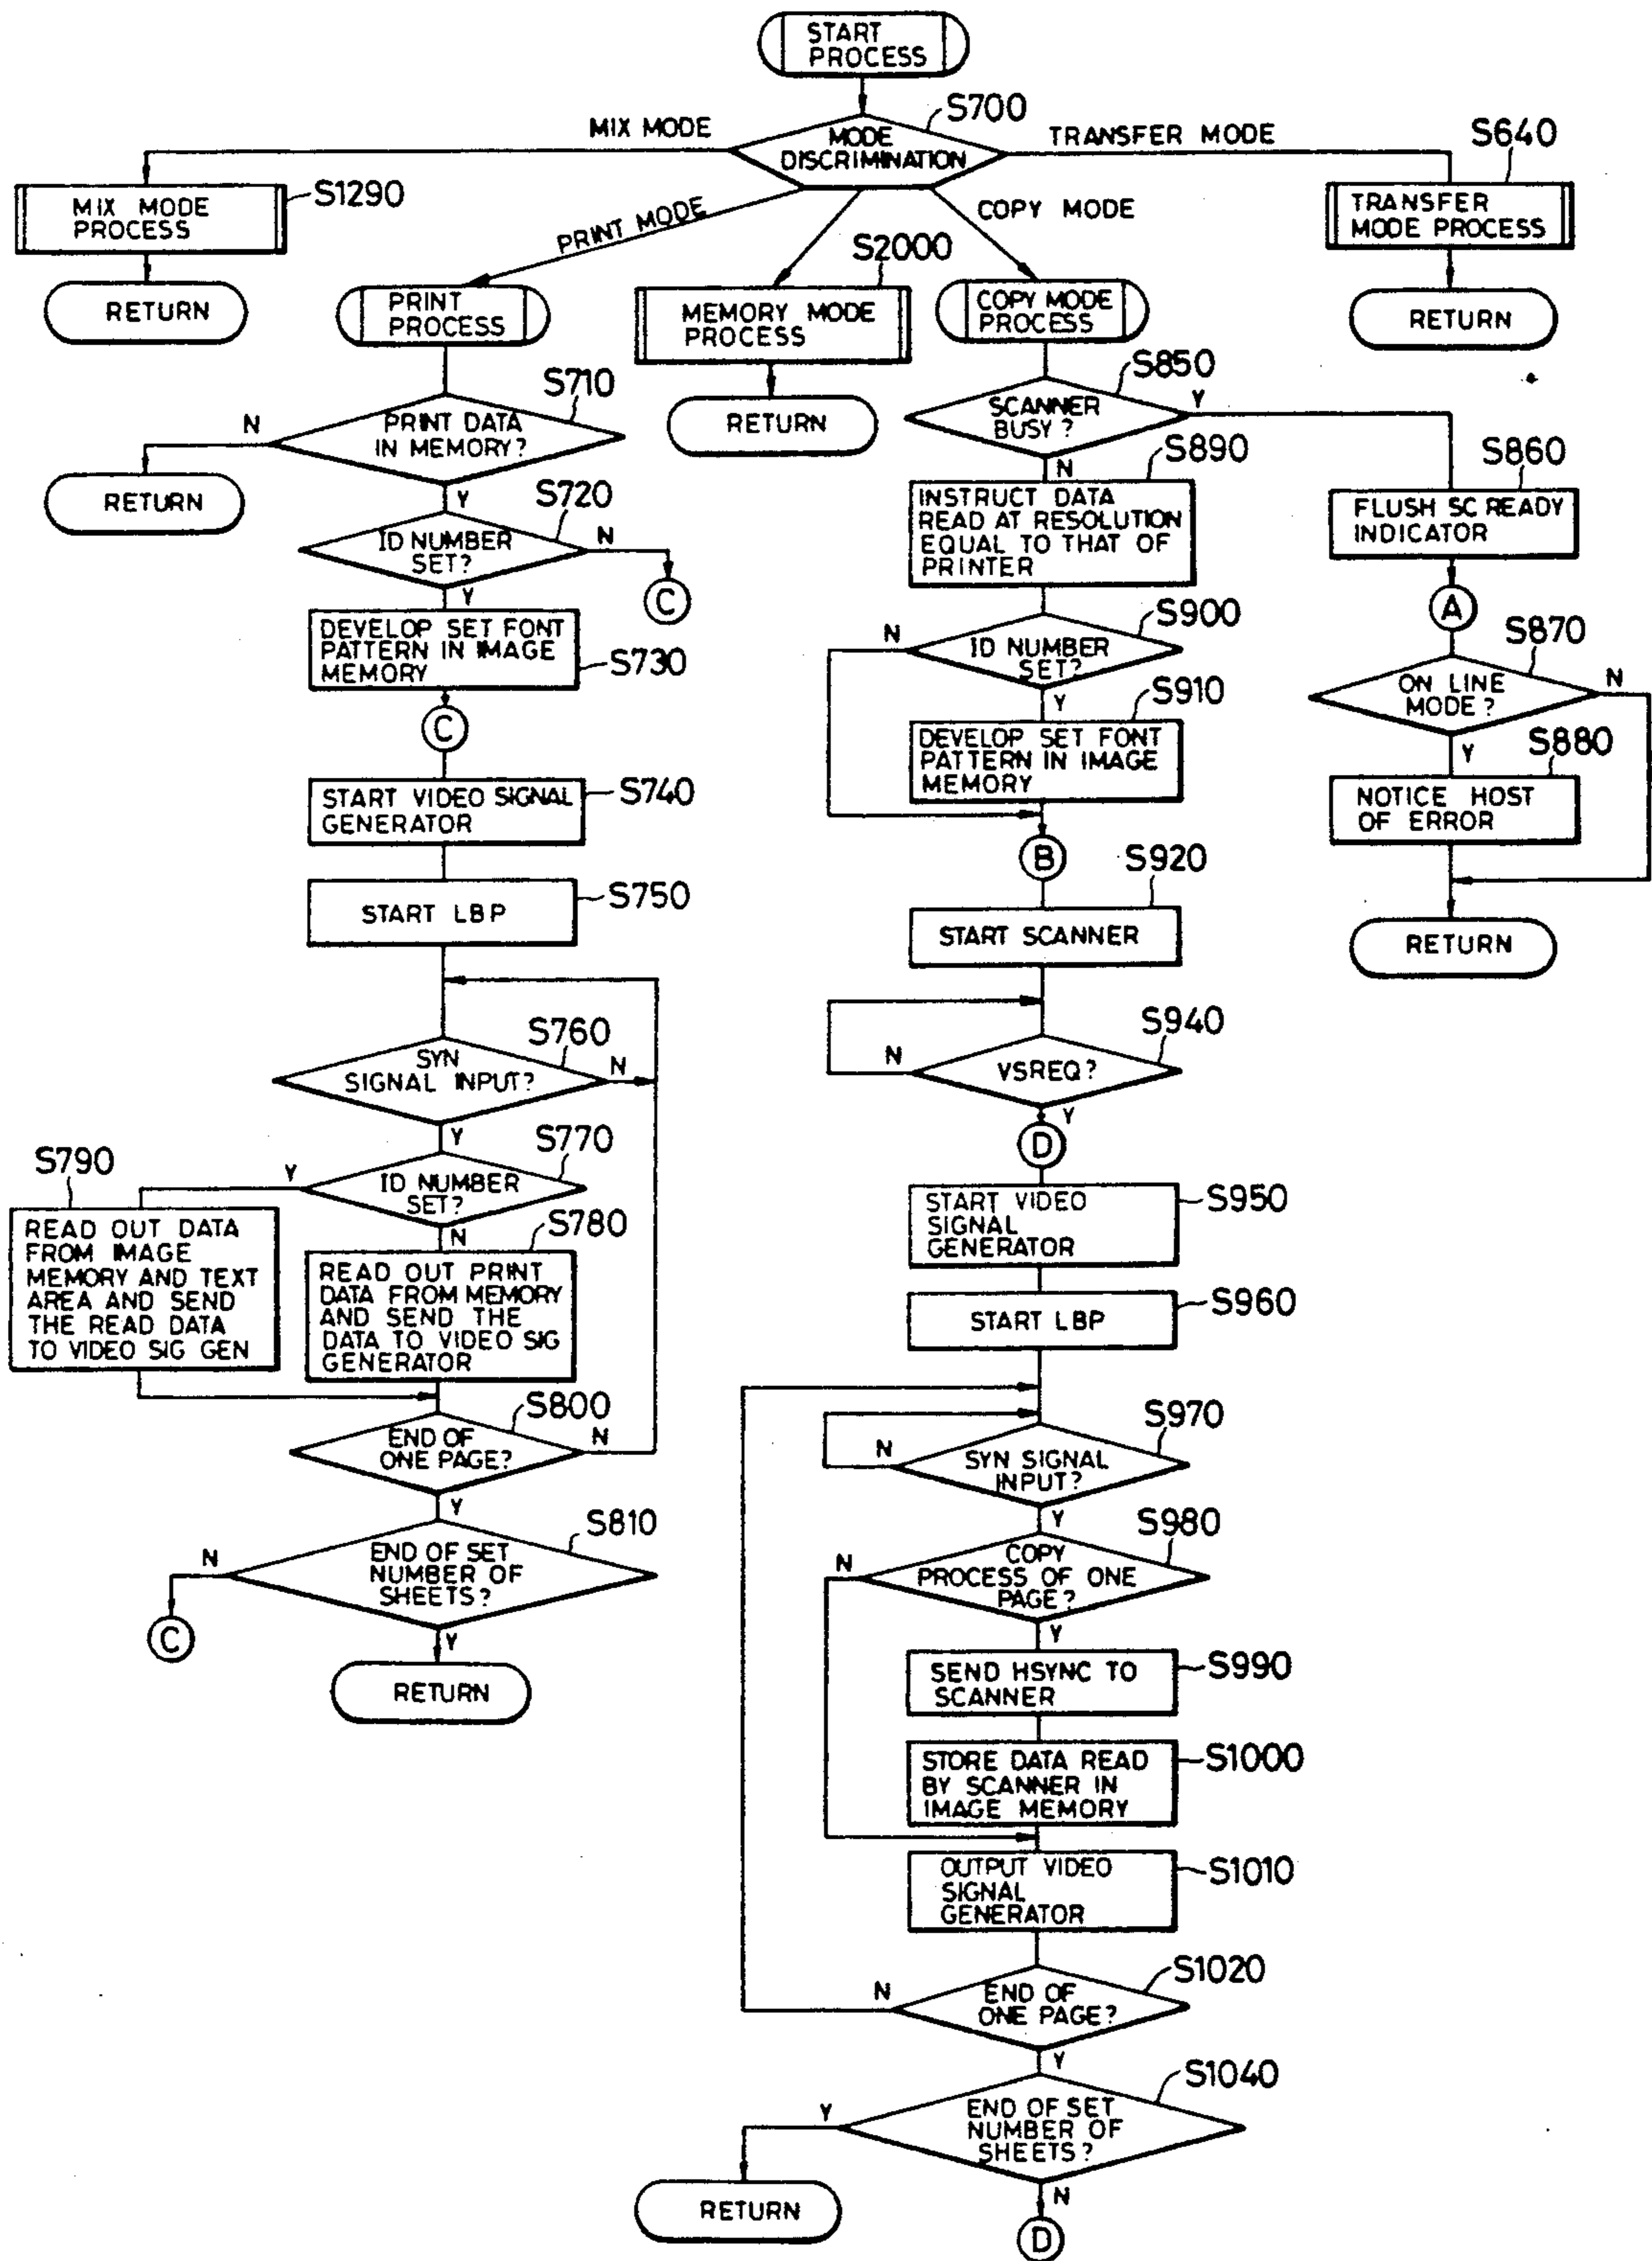 START
PROCESS
S700
MODE
DISCRIMINATION
MIX MODE
TRANSFER MODE
S640
S1290
MIX MODE
PROCESS
TRANSFER
MODE PROCESS
PRINT MODE
COPY MODE
S2000
RETURN
PRINT
PROCESS
MEMORY MODE
PROCESS
COPY MODE
PROCESS
RETURN
S710
PRINT DATA
IN MEMORY?
N
RETURN
Y
RETURN
S850
SCANNER
BUSY?
Y
N
S720
ID NUMBER
SET?
N
C
Y
DEVELOP SET FONT
PATTERN IN IMAGE
MEMORY
S730
C
START VIDEO SIGNAL
GENERATOR
S740
START LBP
S750
S760
SYN
SIGNAL INPUT?
N
Y
S770
ID NUMBER
SET?
Y
N
S790
READ OUT DATA
FROM IMAGE
MEMORY AND TEXT
AREA AND SEND
THE READ DATA
TO VIDEO SIG GEN
S780
READ OUT PRINT
DATA FROM MEMORY
AND SEND THE
DATA TO VIDEO SIG
GENERATOR
S800
END OF
ONE PAGE?
N
Y
S810
END OF SET
NUMBER OF
SHEETS?
N
C
Y
RETURN
S890
INSTRUCT DATA
READ AT RESOLUTION
EQUAL TO THAT OF
PRINTER
S900
ID NUMBER
SET?
N
Y
S910
DEVELOP SET FONT
PATTERN IN IMAGE
MEMORY
B
S920
START SCANNER
S940
VSREQ?
N
Y
D
START VIDEO
SIGNAL
GENERATOR
S950
START LBP
S960
S970
SYN SIGNAL
INPUT?
N
Y
S980
COPY
PROCESS OF ONE
PAGE?
N
Y
SEND HSYNC TO
SCANNER
S990
STORE DATA READ
BY SCANNER IN
IMAGE MEMORY
S1000
OUTPUT VIDEO
SIGNAL
GENERATOR
S1010
S1020
END OF
ONE PAGE?
N
Y
S1040
END OF SET
NUMBER OF
SHEETS?
Y
RETURN
N
D
S860
FLUSH SC READY
INDICATOR
A
S870
ON LINE
MODE?
N
Y
S880
NOTICE HOST
OF ERROR
RETURN